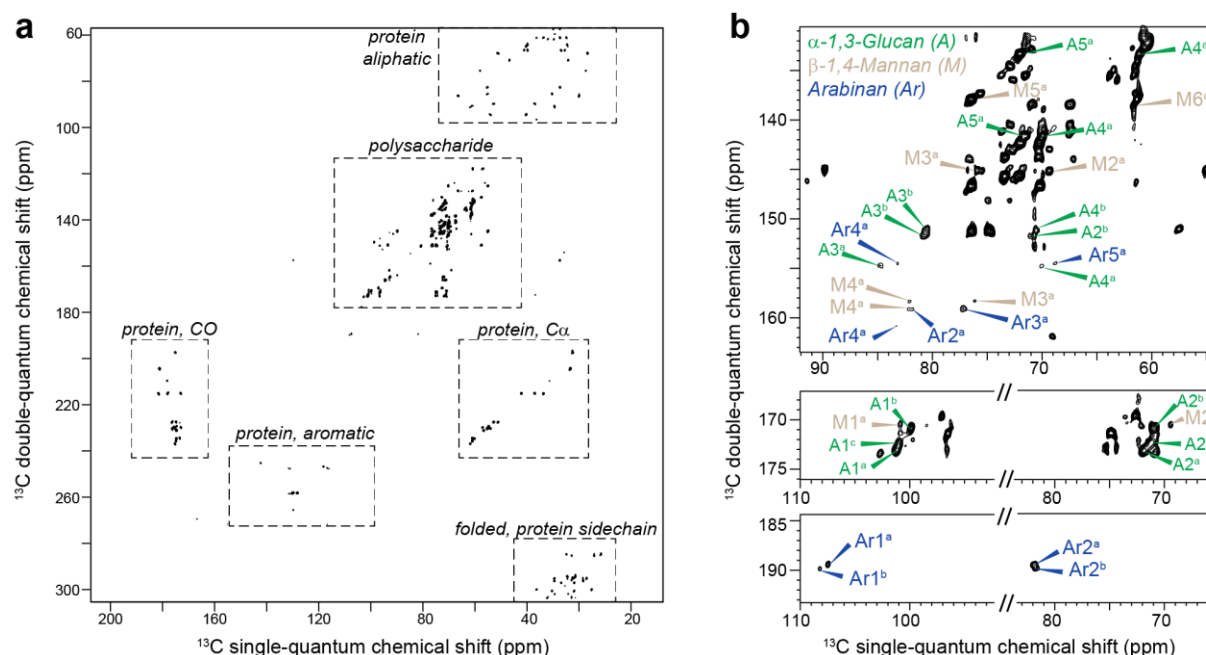 a
60
100
140
180
220
260
300
200
160
120
80
40
20
protein
aliphatic
polysaccharide
protein, CO
protein, Cα
protein, aromatic
folded, protein sidechain
¹³C double-quantum chemical shift (ppm)
¹³C single-quantum chemical shift (ppm)
b
α-1,3-Glucan (A)
β-1,4-Mannan (M)
Arabinan (Ar)
A5ᵃ
A4ᵃ
M5ᵃ
M6ᵃ
A5ᵃ
A4ᵃ
M3ᵃ
M2ᵃ
A3ᵇ
A3ᵇ
A4ᵇ
Ar4ᵃ
A2ᵇ
A3ᵃ
Ar5ᵃ
A4ᵃ
M4ᵃ
M3ᵃ
M4ᵃ
Ar4ᵃ
Ar2ᵃ
Ar3ᵃ
140
150
160
90
80
70
60
¹³C double-quantum chemical shift (ppm)
A1ᵇ
A2ᵇ
M1ᵃ
M2
A1ᶜ
A2
A1ᵃ
A2ᵃ
170
175
110
100
//
80
70
//
Ar1ᵃ
Ar2ᵃ
Ar1ᵇ
Ar2ᵇ
185
190
110
100
//
80
70
//
¹³C single-quantum chemical shift (ppm)